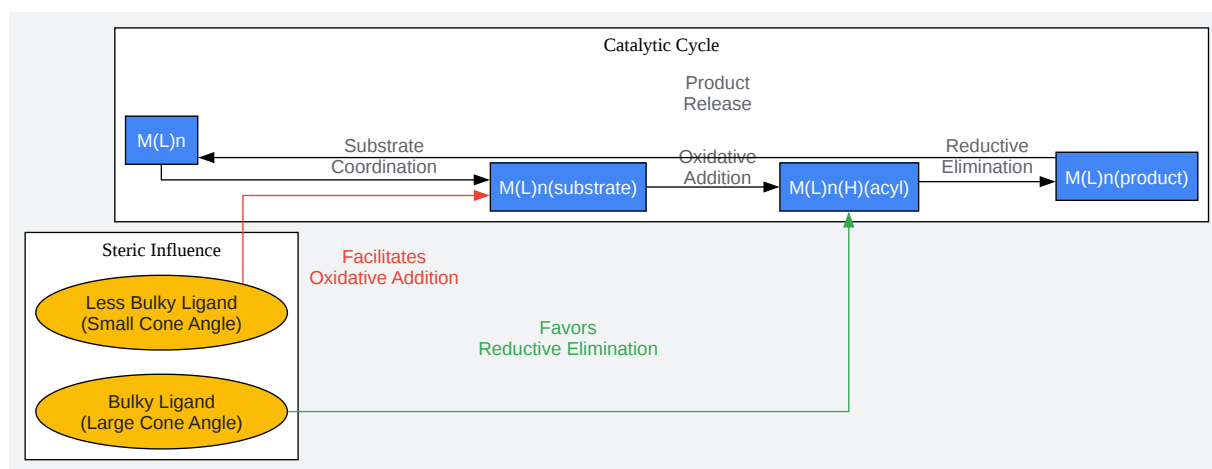 Catalytic Cycle
Product
Release
M(L)n
Substrate
Coordination
Oxidative
Addition
Reductive
Elimination
M(L)n(substrate)
M(L)n(H)(acyl)
M(L)n(product)
Steric Influence
Facilitates
Oxidative Addition
Less Bulky Ligand
(Small Cone Angle)
Favors
Reductive Elimination
Bulky Ligand
(Large Cone Angle)